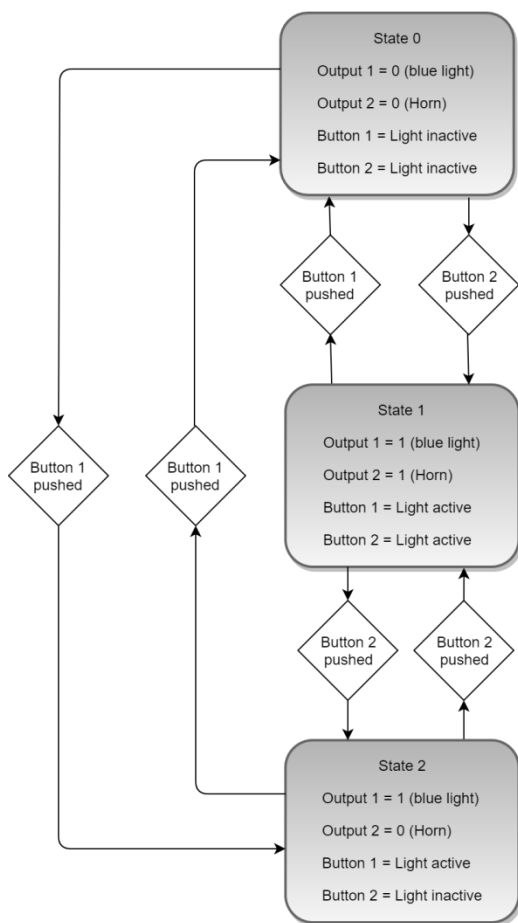 State 0
Output 1 = 0 (blue light)
Output 2 = 0 (Horn)
Button 1 = Light inactive
Button 2 = Light inactive
Button 1
pushed
Button 2
pushed
State 1
Output 1 = 1 (blue light)
Output 2 = 1 (Horn)
Button 1 = Light active
Button 2 = Light active
Button 1
pushed
Button 1
pushed
Button 2
pushed
Button 2
pushed
State 2
Output 1 = 1 (blue light)
Output 2 = 0 (Horn)
Button 1 = Light active
Button 2 = Light inactive